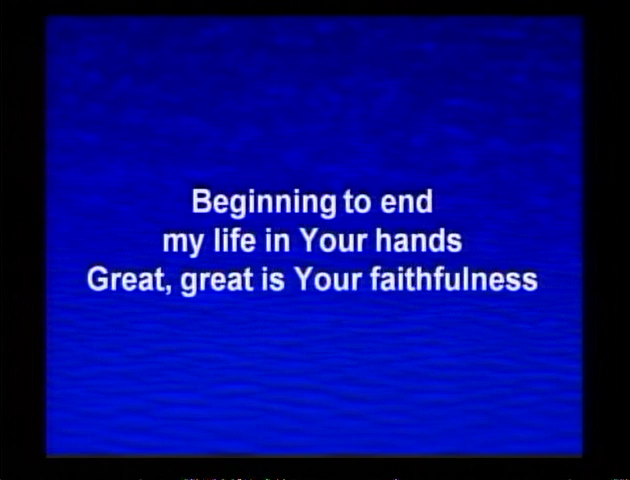 Beginning to end
my life in Your hands
Great, great is Your faithfulness